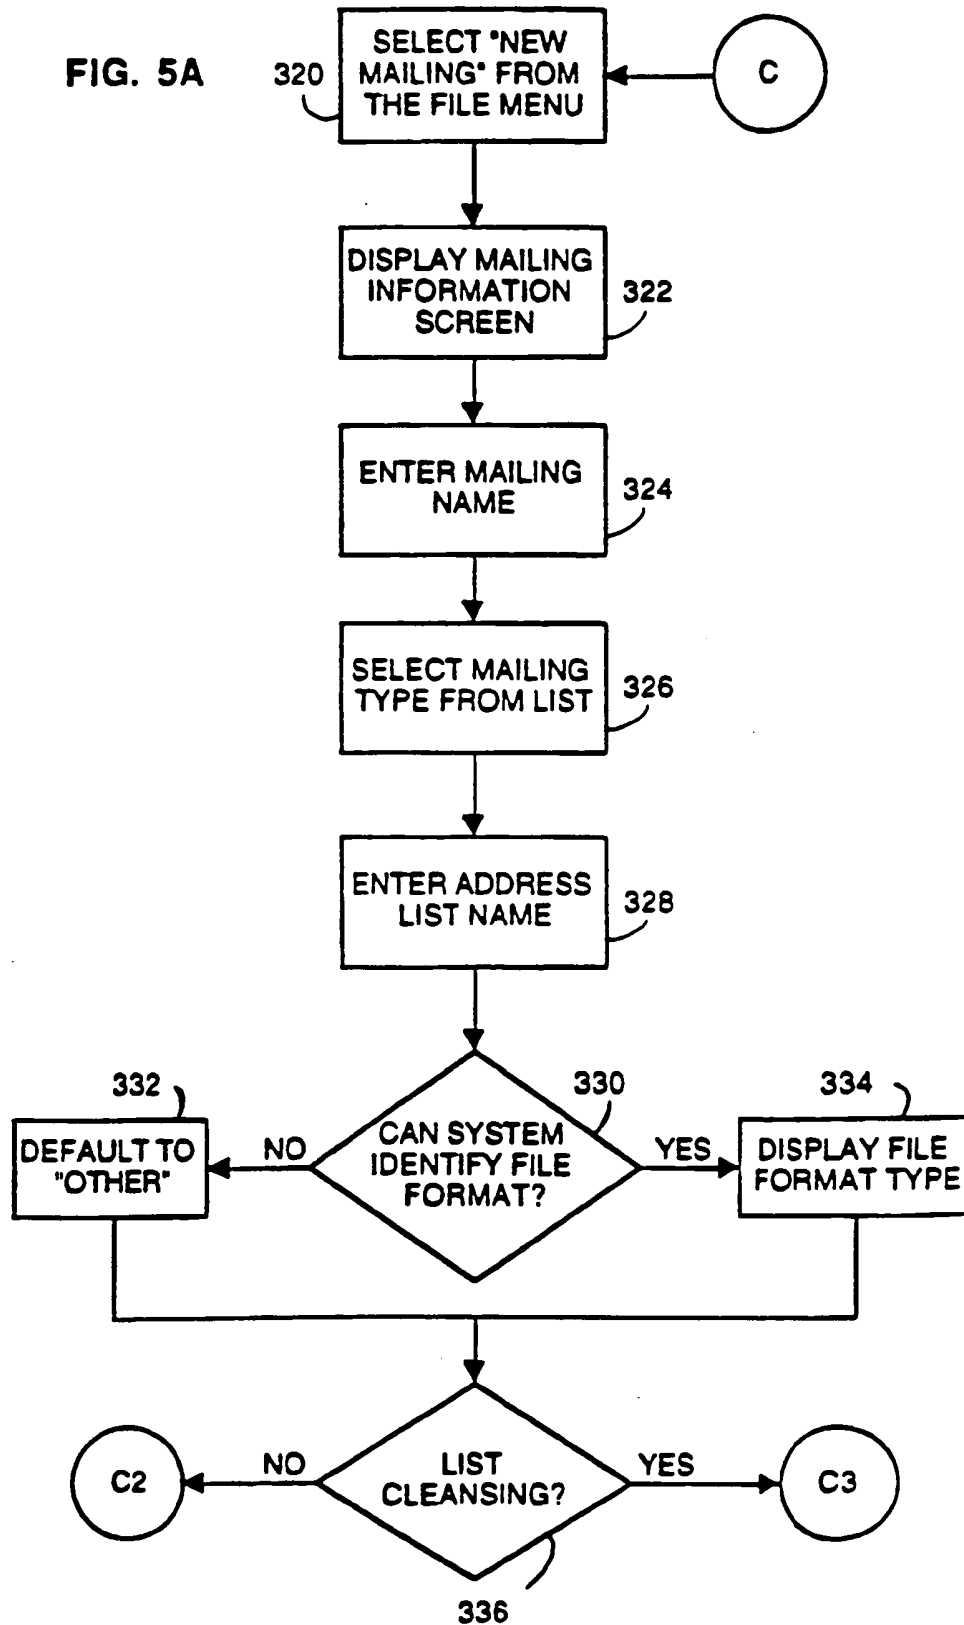 FIG. 5A
320
SELECT "NEW
MAILING" FROM
THE FILE MENU
C
DISPLAY MAILING
INFORMATION
SCREEN
322
ENTER MAILING
NAME
324
SELECT MAILING
TYPE FROM LIST
326
ENTER ADDRESS
LIST NAME
328
332
DEFAULT TO
"OTHER"
NO
330
CAN SYSTEM
IDENTIFY FILE
FORMAT?
YES
334
DISPLAY FILE
FORMAT TYPE
C2
NO
LIST
CLEANSING?
YES
C3
336